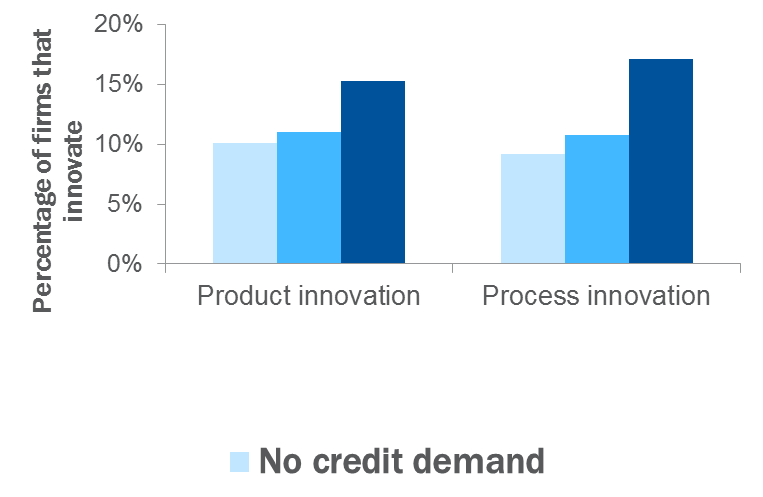 20%
15%
10%
5%
0%
Percentage of firms that
innovate
Product innovation
Process innovation
No credit demand